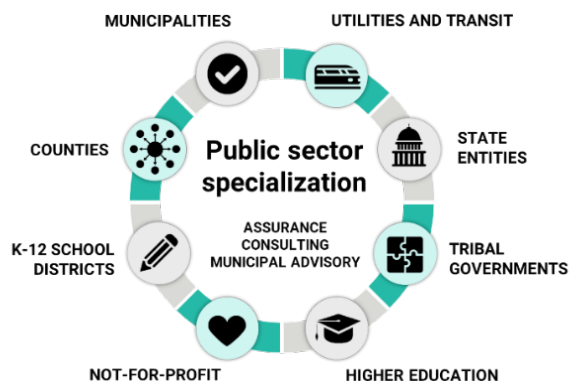 MUNICIPALITIES
UTILITIES AND TRANSIT
COUNTIES
Public sector
specialization
STATE
ENTITIES
ASSURANCE
CONSULTING
MUNICIPAL ADVISORY
K-12 SCHOOL
DISTRICTS
TRIBAL
GOVERNMENTS
NOT-FOR-PROFIT
HIGHER EDUCATION